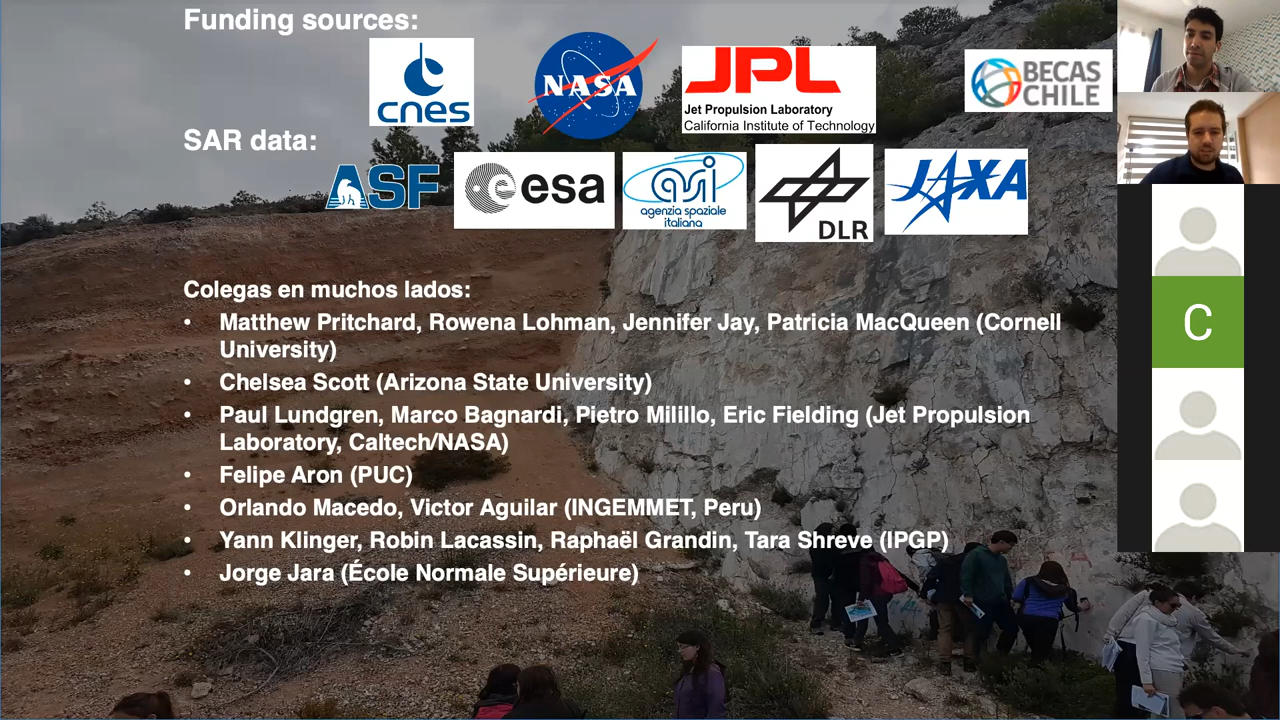 Funding sources:
cnes
NASA
JPL
Jet Propulsion Laboratory
California Institute of Technology
BECAS
CHILE
SAR data:
ASF
esa
asi
agenzia spaziale
italiana
DLR
JAXA
Colegas en muchos lados:
• Matthew Pritchard, Rowena Lohman, Jennifer Jay, Patricia MacQueen (Cornell
University)
• Chelsea Scott (Arizona State University)
• Paul Lundgren, Marco Bagnardi, Pietro Milillo, Eric Fielding (Jet Propulsion
Laboratory, Caltech/NASA)
• Felipe Aron (PUC)
• Orlando Macedo, Victor Aguilar (INGEMMET, Peru)
• Yann Klinger, Robin Lacassin, Raphaël Grandin, Tara Shreve (IPGP)
• Jorge Jara (École Normale Supérieure)
C